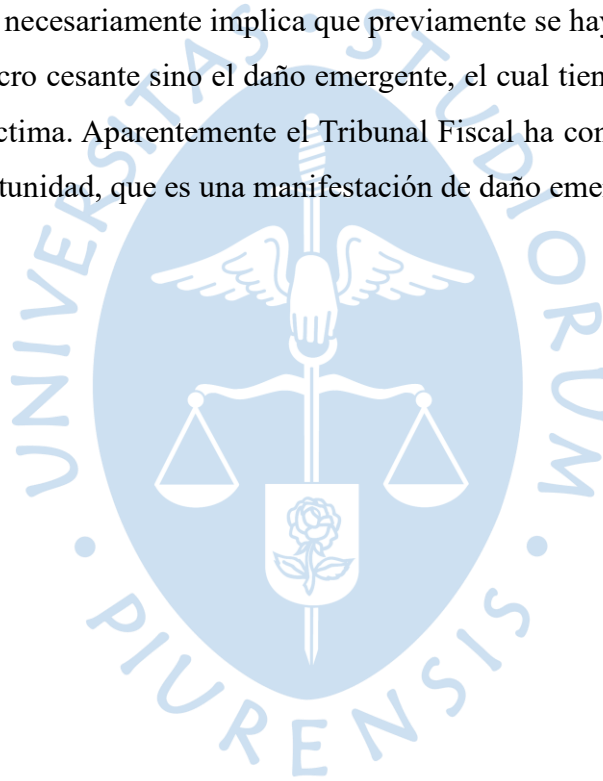 necesariamente implica que previamente se hay
cro cesante sino el daño emergente, el cual tien
ctima. Aparentemente el Tribunal Fiscal ha con
tunidad, que es una manifestación de daño eme
UNIVERSITAS • STUDIORUM • PIURENSIS •